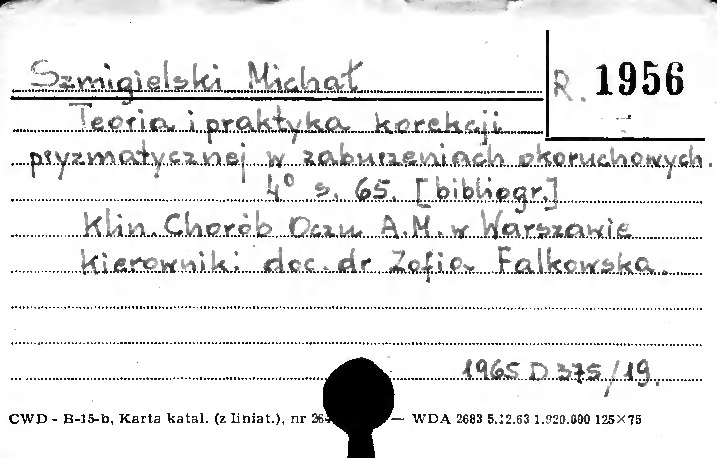 Szmigielski Michał
R. 1956
Teoria i praktyka korekcji
pryzmatycznej w zaburzeniach okoruchowych.
4° s. 65. [bibliogr.]
Klin. Chorób Oczu A.M. w Warszawie
Kierownik: doc. dr Zofia Falkowska.
1965 D 375/19.
CWD - B-15-b, Karta katal. (z liniat.), nr — WDA 2683 5.12.63 1.920.000 125×75